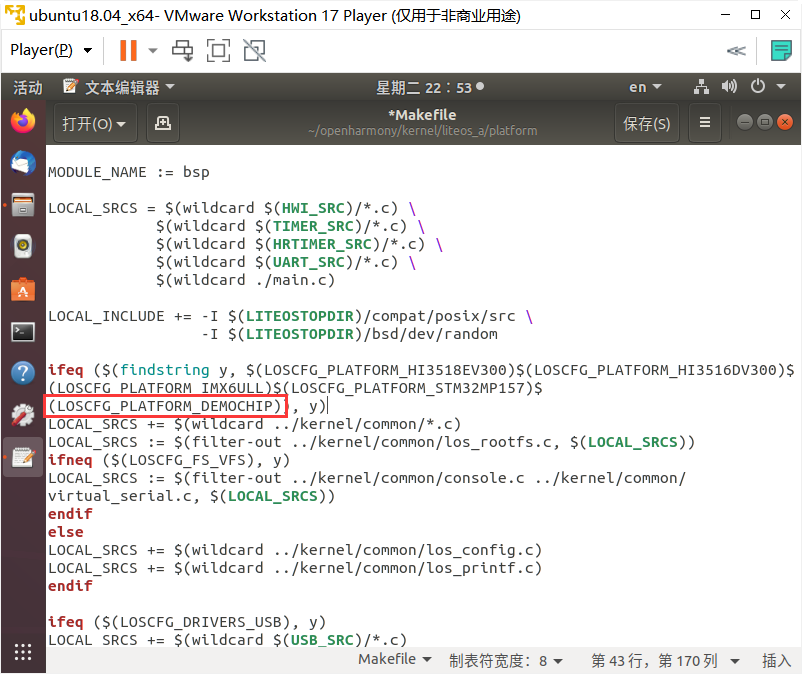 ubuntu18.04_x64- VMware Workstation 17 Player (仅用于非商业用途)
Player(P)
活动 文本编辑器 星期二 22：53 en
打开(O) *Makefile 保存(S)
~/openharmony/kernel/liteos_a/platform
MODULE_NAME := bsp
LOCAL_SRCS = $(wildcard $(HWI_SRC)/*.c) \
$(wildcard $(TIMER_SRC)/*.c) \
$(wildcard $(HRTIMER_SRC)/*.c) \
$(wildcard $(UART_SRC)/*.c) \
$(wildcard ./main.c)
LOCAL_INCLUDE += -I $(LITEOSTOPDIR)/compat/posix/src \
-I $(LITEOSTOPDIR)/bsd/dev/random
ifeq ($(findstring y, $(LOSCFG_PLATFORM_HI3518EV300)$(LOSCFG_PLATFORM_HI3516DV300)$
(LOSCFG_PLATFORM_IMX6ULL)$(LOSCFG_PLATFORM_STM32MP157)$
(LOSCFG_PLATFORM_DEMOCHIP)), y)
LOCAL_SRCS += $(wildcard ../kernel/common/*.c)
LOCAL_SRCS := $(filter-out ../kernel/common/los_rootfs.c, $(LOCAL_SRCS))
ifneq ($(LOSCFG_FS_VFS), y)
LOCAL_SRCS := $(filter-out ../kernel/common/console.c ../kernel/common/
virtual_serial.c, $(LOCAL_SRCS))
endif
else
LOCAL_SRCS += $(wildcard ../kernel/common/los_config.c)
LOCAL_SRCS += $(wildcard ../kernel/common/los_printf.c)
endif
ifeq ($(LOSCFG_DRIVERS_USB), y)
LOCAL_SRCS += $(wildcard $(USB_SRC)/*.c)
Makefile 制表符宽度：8 第 43 行，第 170 列 插入